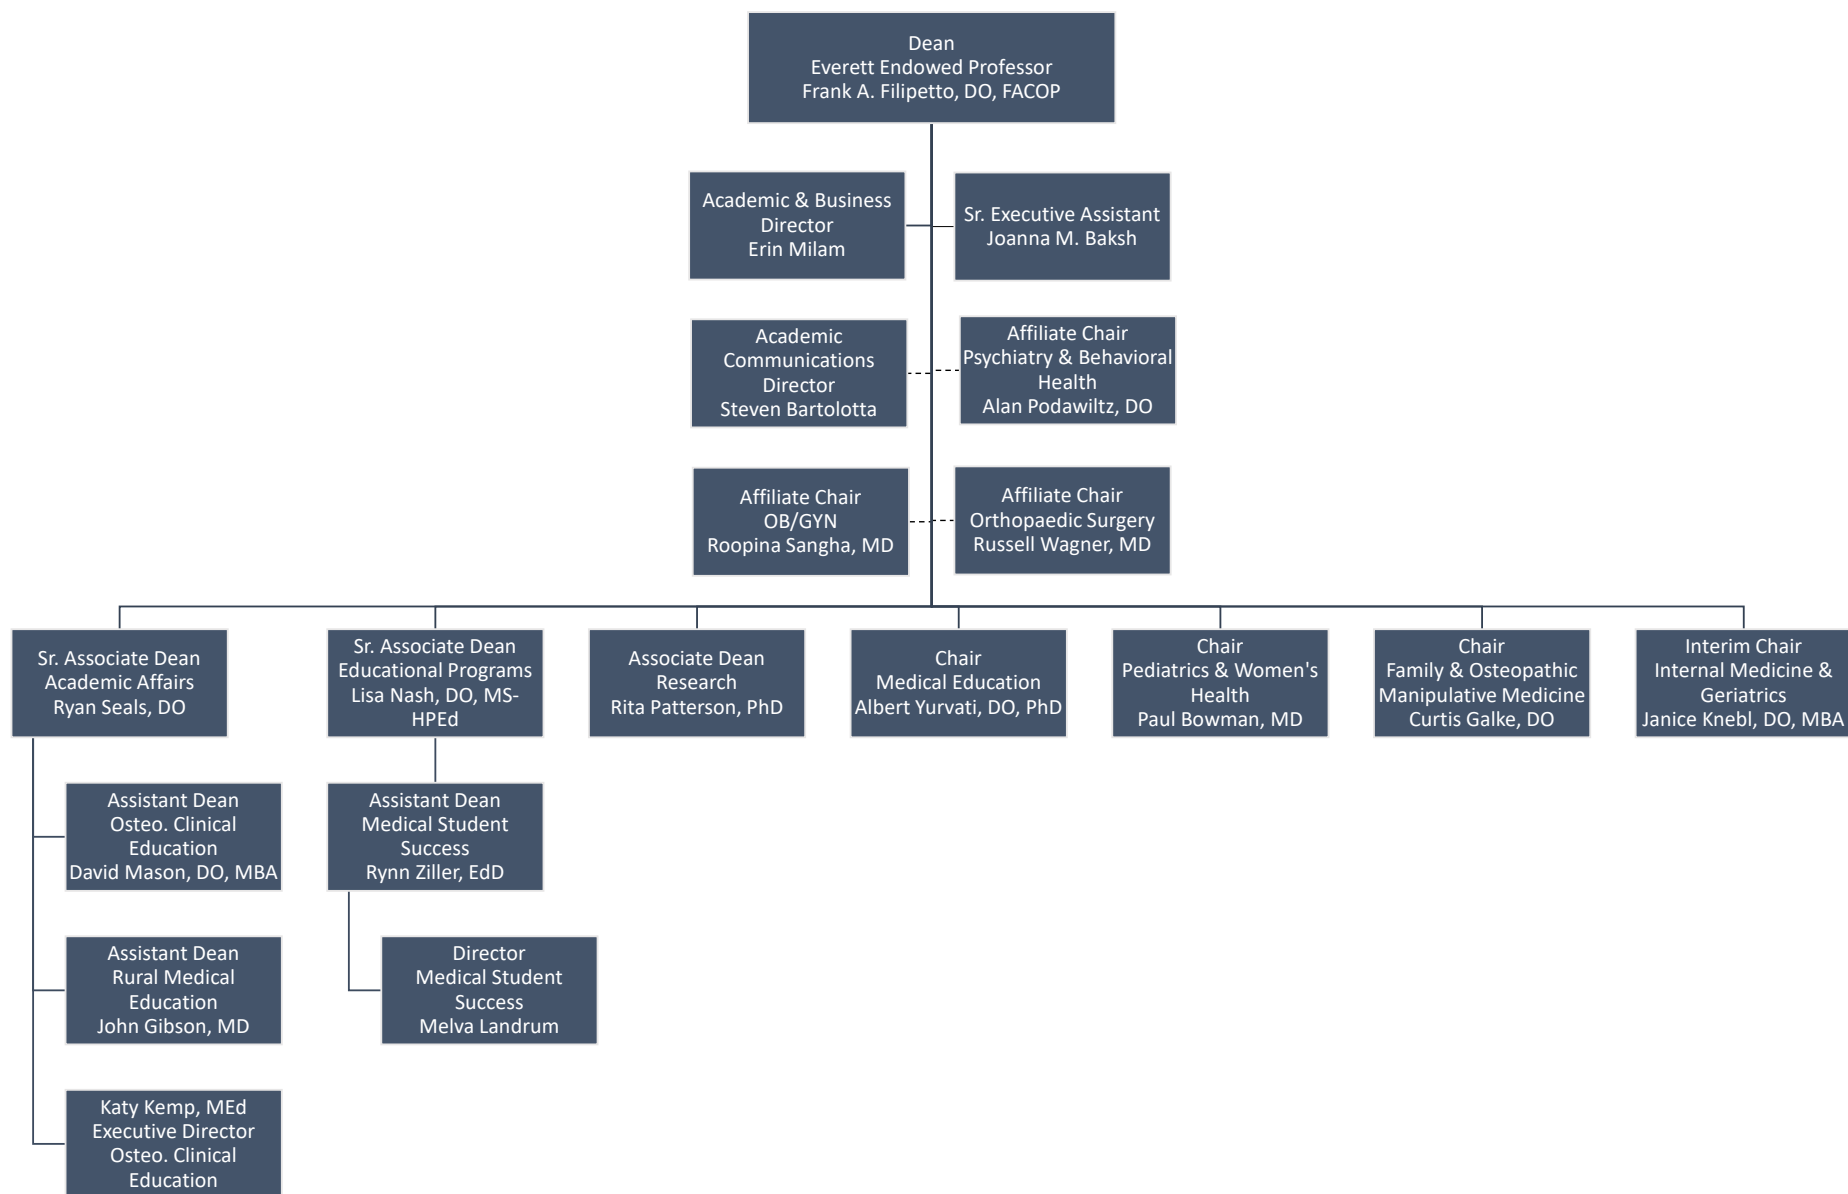 Dean
Everett Endowed Professor
Frank A. Filipetto, DO, FACOP
Academic & Business
Director
Erin Milam
Sr. Executive Assistant
Joanna M. Baksh
Academic
Communications
Director
Steven Bartolotta
Affiliate Chair
Psychiatry & Behavioral
Health
Alan Podawiltz, DO
Affiliate Chair
OB/GYN
Roopina Sangha, MD
Affiliate Chair
Orthopaedic Surgery
Russell Wagner, MD
Sr. Associate Dean
Academic Affairs
Ryan Seals, DO
Sr. Associate Dean
Educational Programs
Lisa Nash, DO, MS-
HPEd
Associate Dean
Research
Rita Patterson, PhD
Chair
Medical Education
Albert Yurvati, DO, PhD
Chair
Pediatrics & Women's
Health
Paul Bowman, MD
Chair
Family & Osteopathic
Manipulative Medicine
Curtis Galke, DO
Interim Chair
Internal Medicine &
Geriatrics
Janice Knebl, DO, MBA
Assistant Dean
Osteo. Clinical
Education
David Mason, DO, MBA
Assistant Dean
Medical Student
Success
Rynn Ziller, EdD
Assistant Dean
Rural Medical
Education
John Gibson, MD
Director
Medical Student
Success
Melva Landrum
Katy Kemp, MEd
Executive Director
Osteo. Clinical
Education